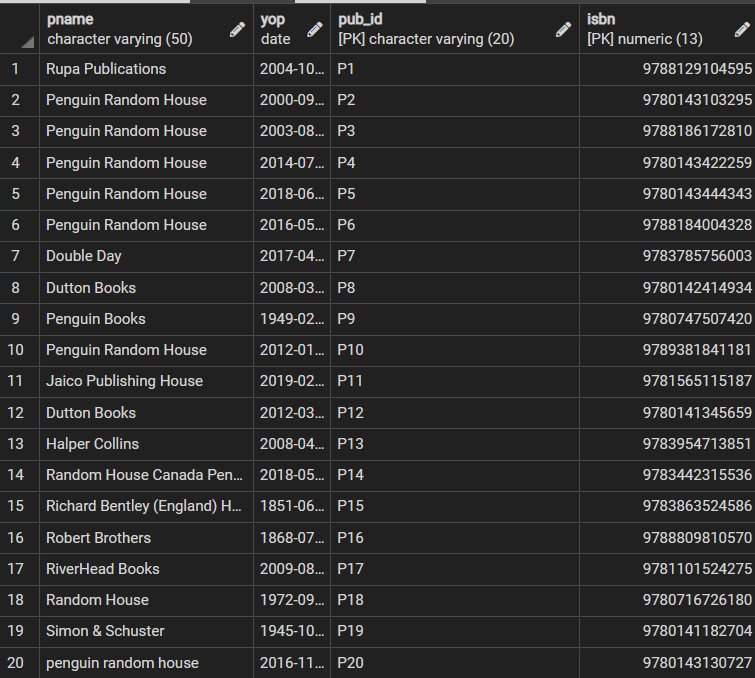 pname yop pub_id isbn
character varying (50) date [PK] character varying (20) [PK] numeric (13)
1 Rupa Publications 2004-10... P1 9788129104595
2 Penguin Random House 2000-09... P2 9780143103295
3 Penguin Random House 2003-08... P3 9788186172810
4 Penguin Random House 2014-07... P4 9780143422259
5 Penguin Random House 2018-06... P5 9780143444343
6 Penguin Random House 2016-05... P6 9788184004328
7 Double Day 2017-04... P7 9783785756003
8 Dutton Books 2008-03... P8 9780142414934
9 Penguin Books 1949-02... P9 9780747507420
10 Penguin Random House 2012-01... P10 9789381841181
11 Jaico Publishing House 2019-02... P11 9781565115187
12 Dutton Books 2012-03... P12 9780141345659
13 Halper Collins 2008-04... P13 9783954713851
14 Random House Canada Pen... 2018-05... P14 9783442315536
15 Richard Bentley (England) H... 1851-06... P15 9783863524586
16 Robert Brothers 1868-07... P16 9788809810570
17 RiverHead Books 2009-08... P17 9781101524275
18 Random House 1972-09... P18 9780716726180
19 Simon & Schuster 1945-10... P19 9780141182704
20 penguin random house 2016-11... P20 9780143130727